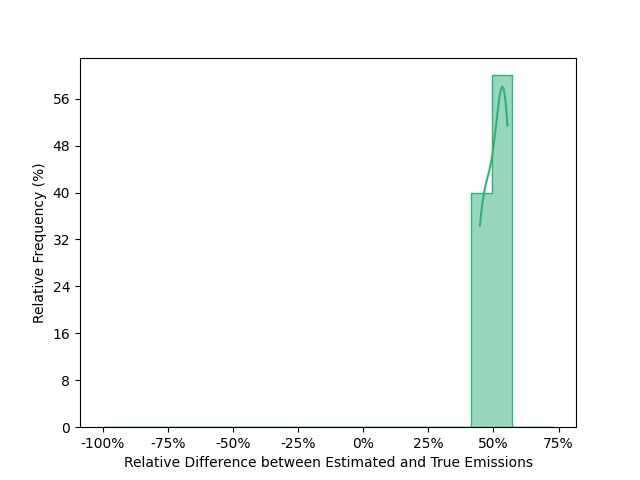 Relative Frequency (%)
56
48
40
32
24
16
8
0
-100% -75% -50% -25% 0% 25% 50% 75%
Relative Difference between Estimated and True Emissions